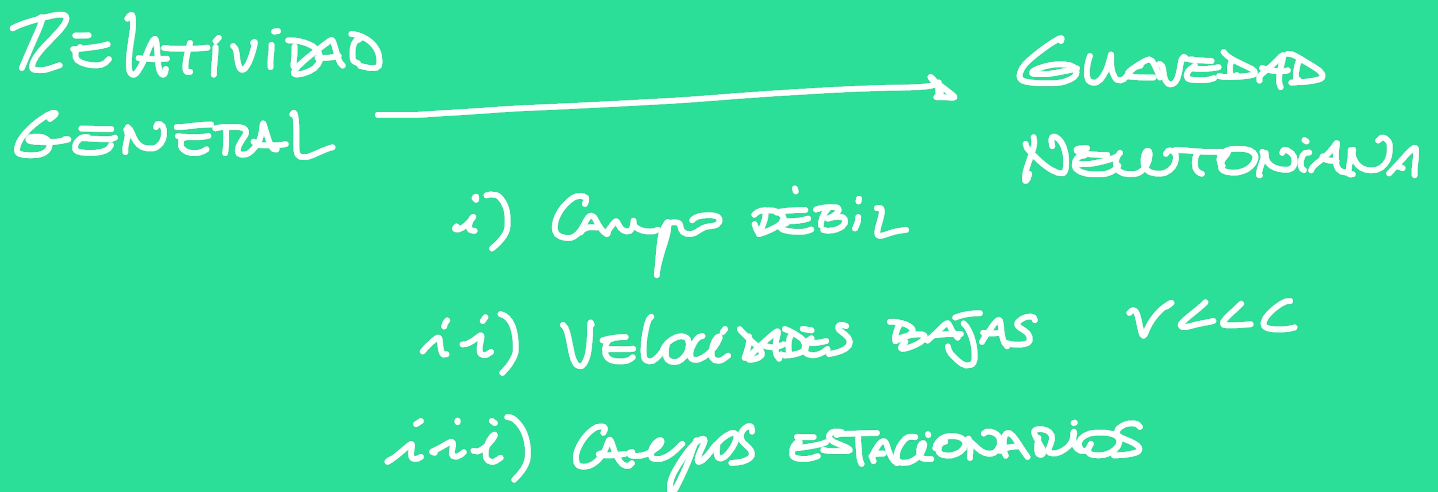 RELATIVIDAD
GENERAL
GRAVEDAD
NEWTONIANA
i) CAMPO DÉBIL
ii) VELOCIDADES BAJAS v<<c
iii) CAMPOS ESTACIONARIOS